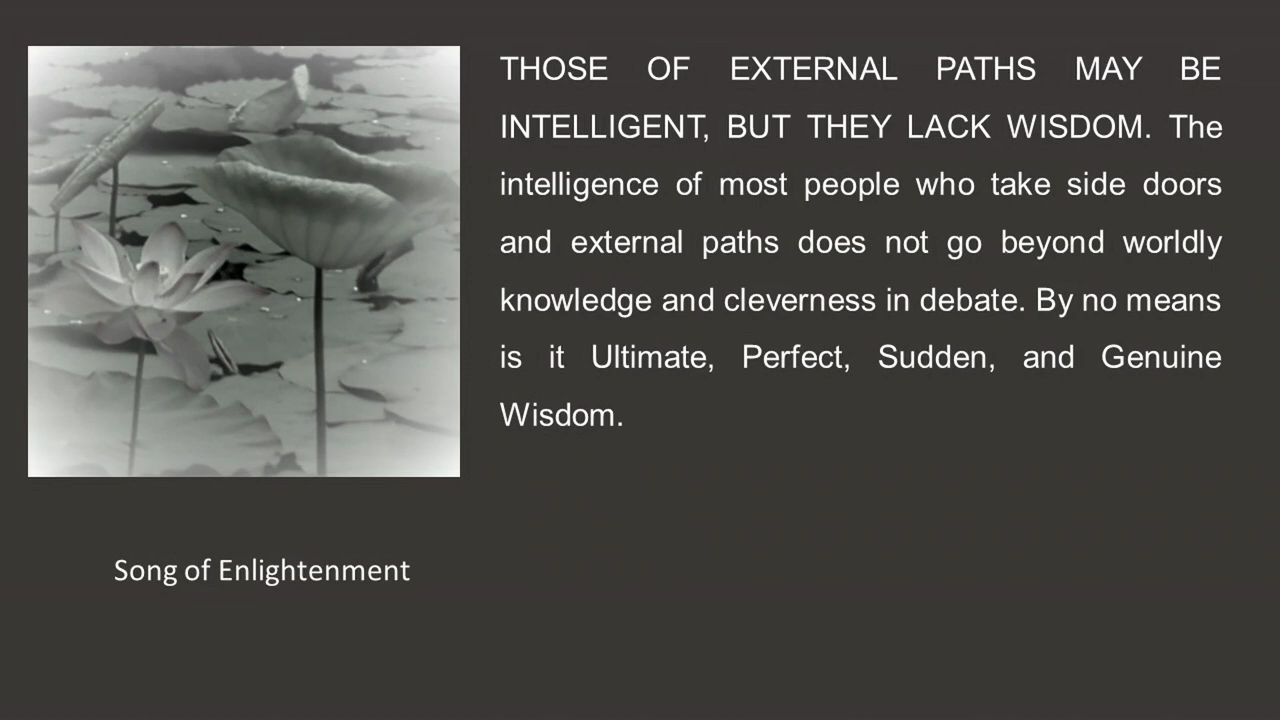 THOSE OF EXTERNAL PATHS MAY BE
INTELLIGENT, BUT THEY LACK WISDOM. The
intelligence of most people who take side doors
and external paths does not go beyond worldly
knowledge and cleverness in debate. By no means
is it Ultimate, Perfect, Sudden, and Genuine
Wisdom.
Song of Enlightenment